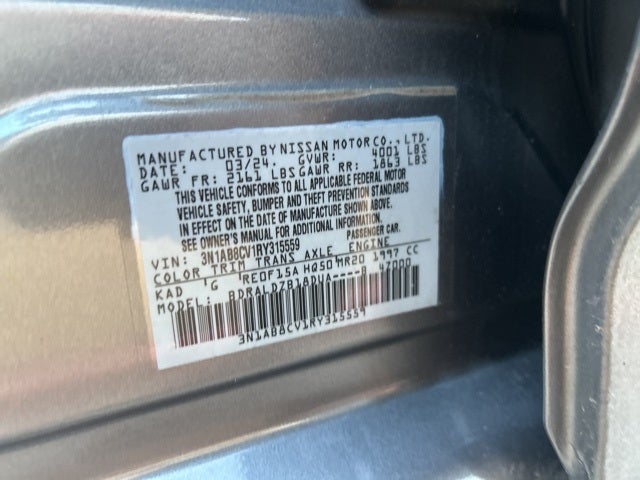 MANUFACTURED BY NISSAN MOTOR CO., LTD.
DATE: 03/24. GVWR: 4001 LBS
GAWR FR: 2161 LBS GAWR RR: 1863 LBS
THIS VEHICLE CONFORMS TO ALL APPLICABLE FEDERAL MOTOR
VEHICLE SAFETY, BUMPER AND THEFT PREVENTION STANDARDS
IN EFFECT ON THE DATE OF MANUFACTURE SHOWN ABOVE.
SEE OWNER'S MANUAL FOR ADDITIONAL INFORMATION.
VIN: 3N1AB8CV1RY315559 PASSENGER CAR.
COLOR TRIM TRANS AXLE ENGINE
KAD G RE0F15A HQ50 MR20 1997 CC
MODEL: BDRALDZB18DUA----B 47000
3N1AB8CV1RY315559